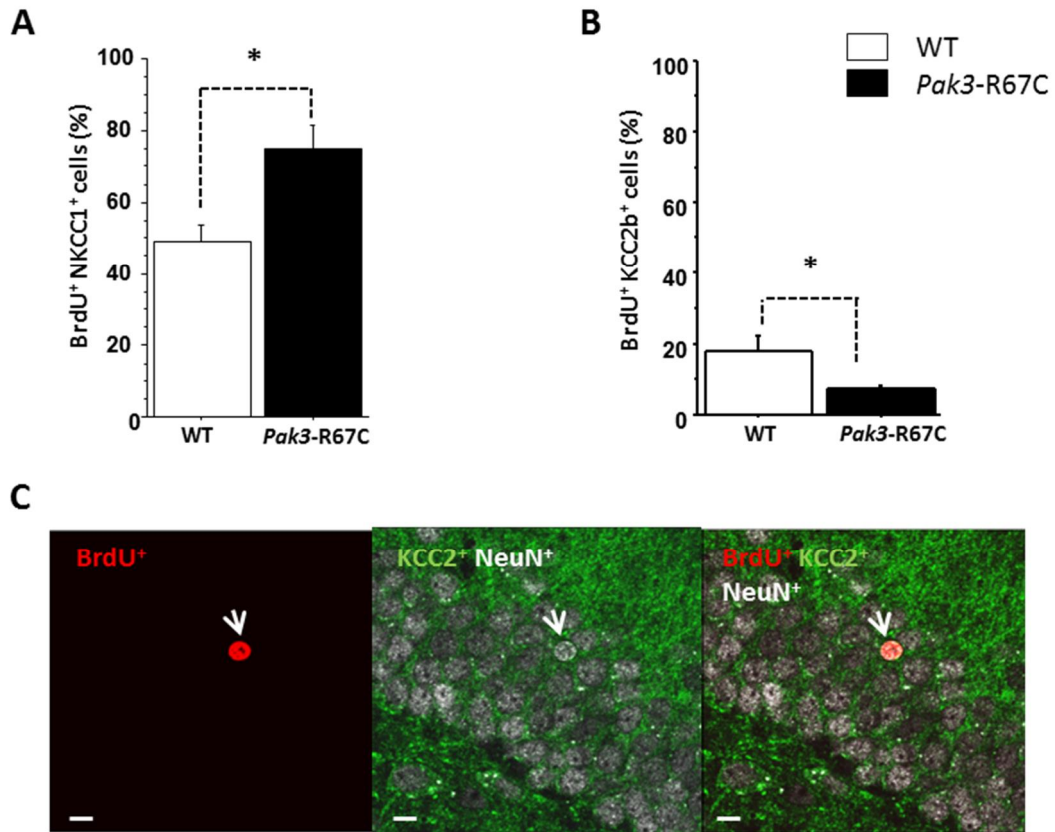 A
BrdU⁺ NKCC1⁺ cells (%)
100
80
60
40
20
0
*
WT
Pak3-R67C
B
WT
Pak3-R67C
BrdU⁺ KCC2b⁺ cells (%)
100
80
60
40
20
0
*
WT
Pak3-R67C
C
BrdU⁺
KCC2⁺ NeuN⁺
BrdU⁺ KCC2⁺
NeuN⁺